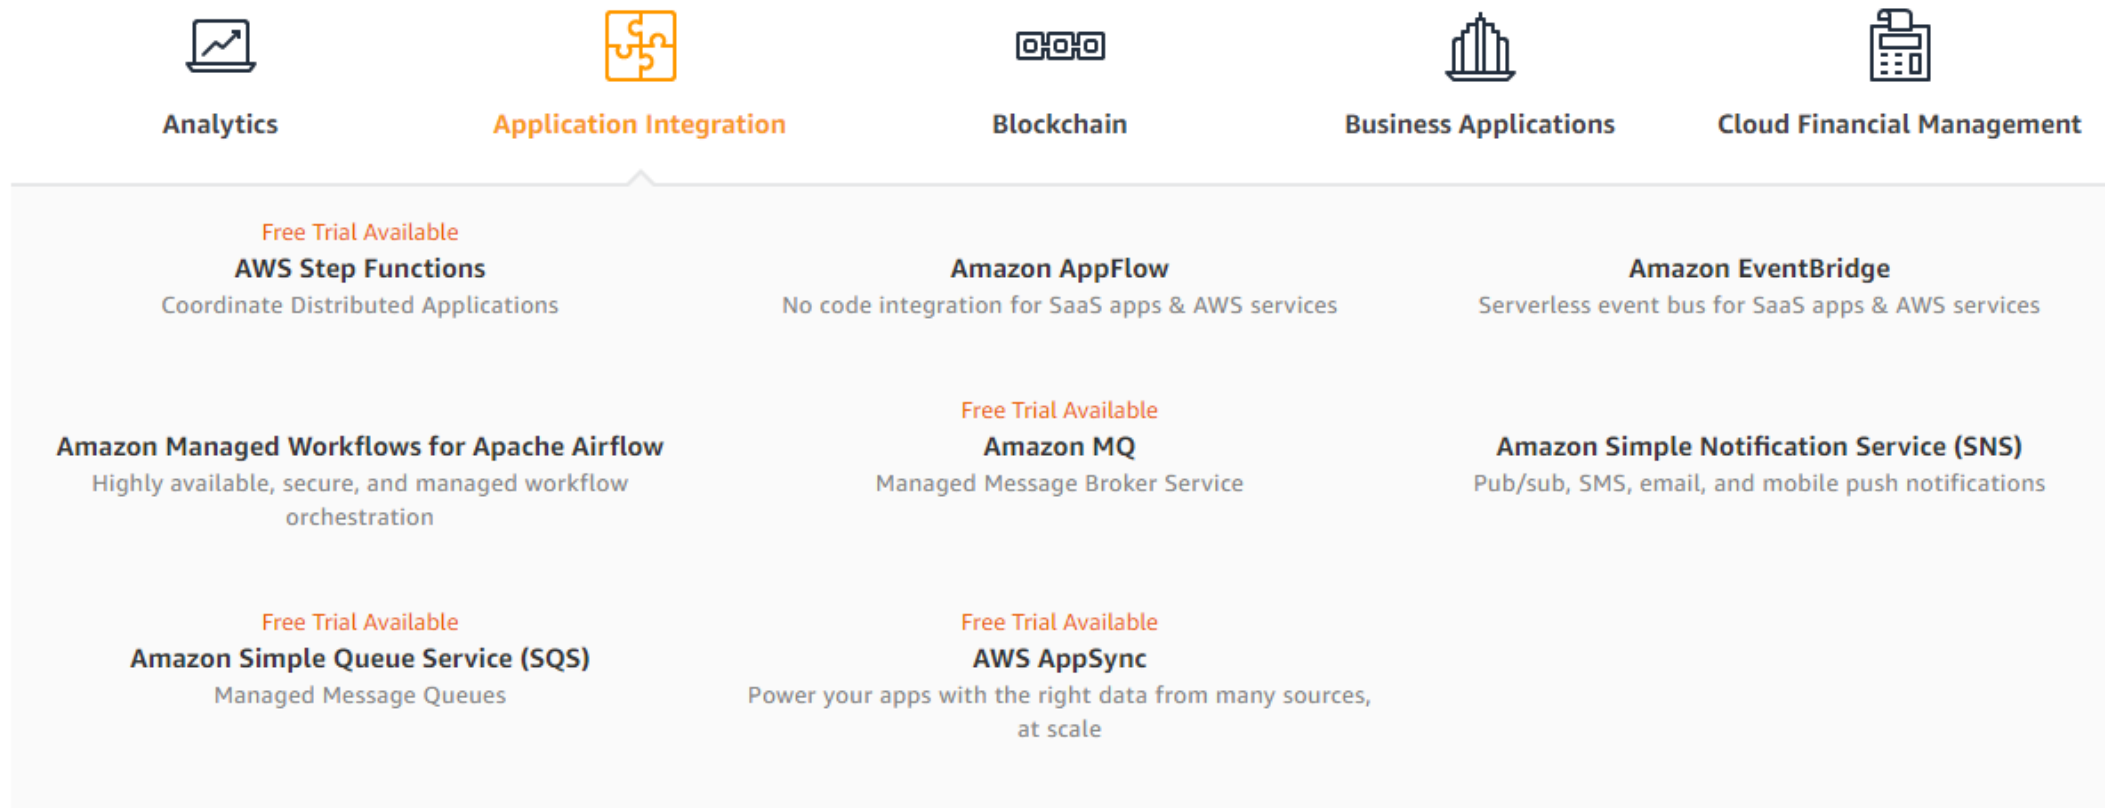 Analytics
Application Integration
Blockchain
Business Applications
Cloud Financial Management
Free Trial Available
AWS Step Functions
Coordinate Distributed Applications
Amazon AppFlow
No code integration for SaaS apps & AWS services
Amazon EventBridge
Serverless event bus for SaaS apps & AWS services
Amazon Managed Workflows for Apache Airflow
Highly available, secure, and managed workflow
orchestration
Free Trial Available
Amazon MQ
Managed Message Broker Service
Amazon Simple Notification Service (SNS)
Pub/sub, SMS, email, and mobile push notifications
Free Trial Available
Amazon Simple Queue Service (SQS)
Managed Message Queues
Free Trial Available
AWS AppSync
Power your apps with the right data from many sources,
at scale